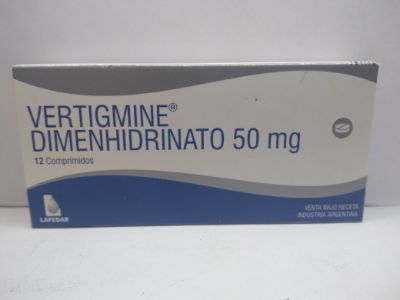 VERTIGMINE®
DIMENHIDRINATO 50 mg
12 Comprimidos
LAFEDAR
VENTA BAJO RECETA
INDUSTRIA ARGENTINA